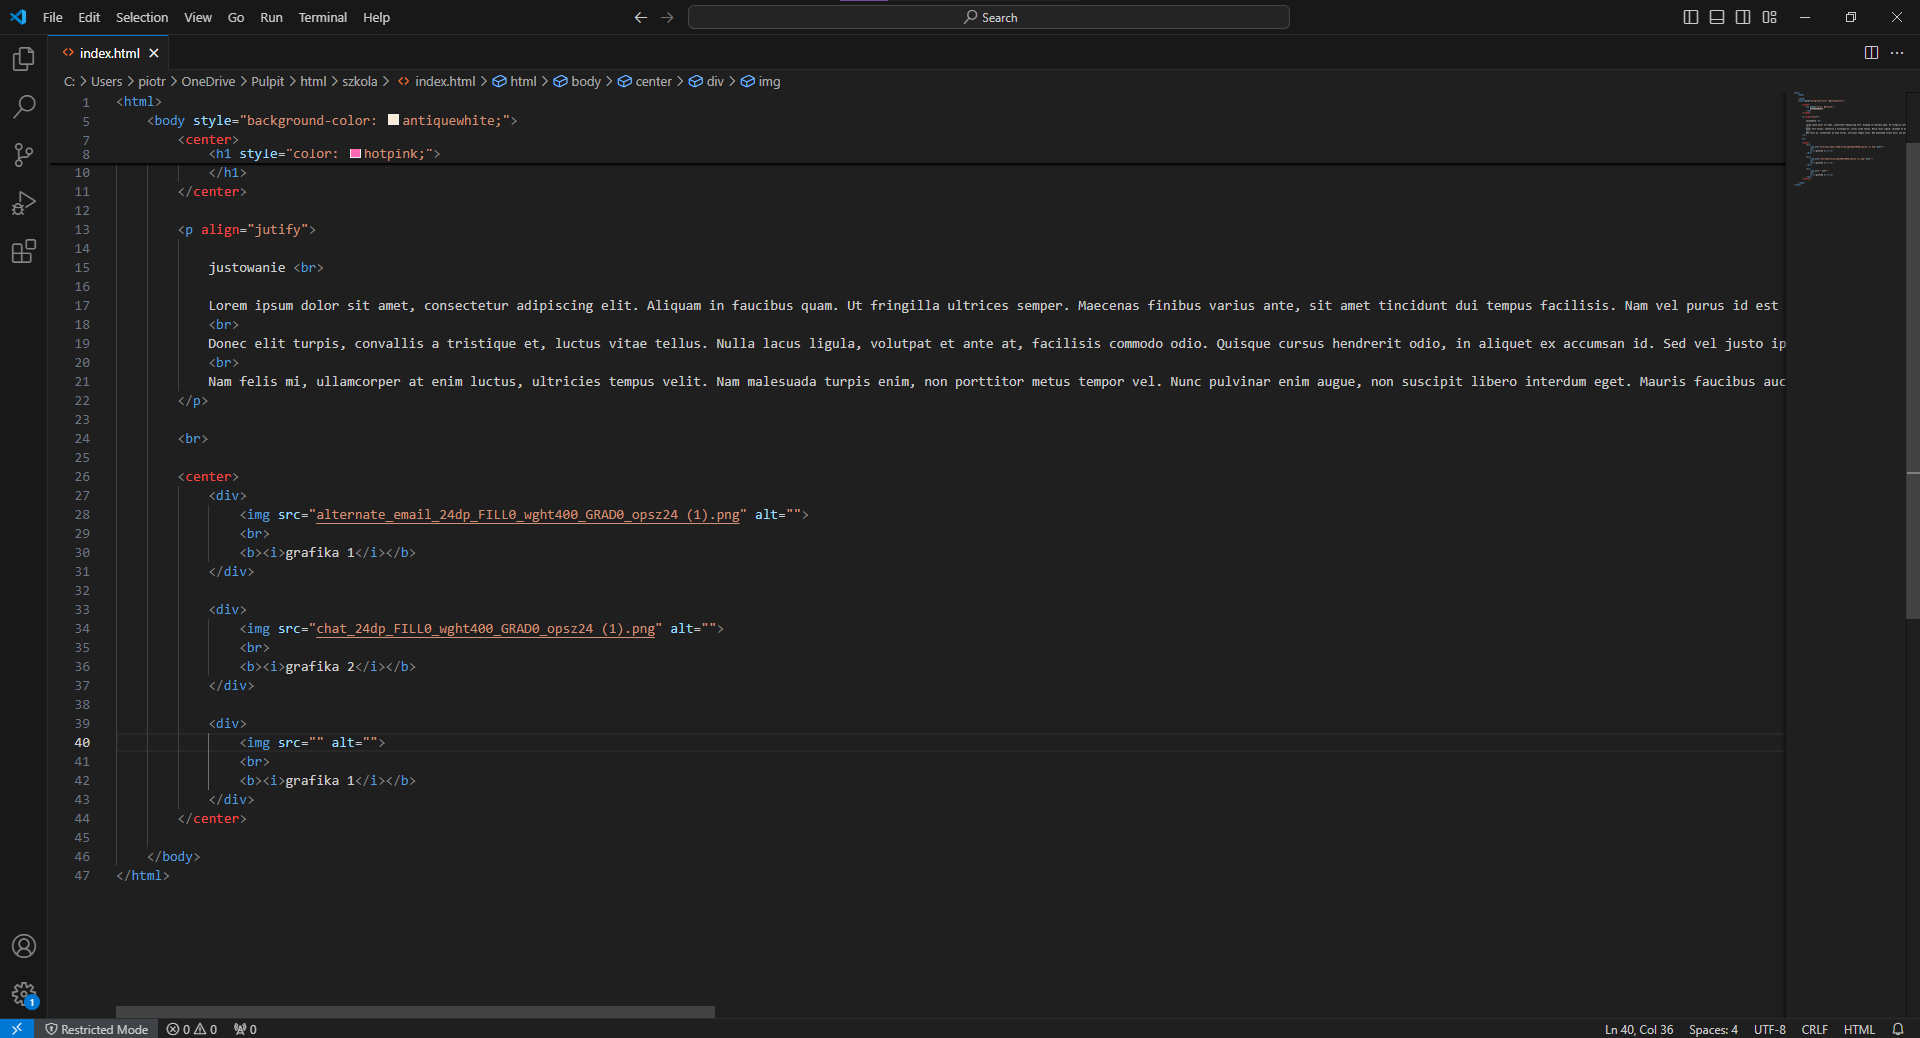 File Edit Selection View Go Run Terminal Help Search
index.html
C: > Users > piotr > OneDrive > Pulpit > html > szkola > index.html > html > body > center > div > img
1 <html>
5 <body style="background-color: antiquewhite;">
7 <center>
8 <h1 style="color: hotpink;">
10 </h1>
11 </center>
12
13 <p align="jutify">
14
15 justowanie <br>
16
17 Lorem ipsum dolor sit amet, consectetur adipiscing elit. Aliquam in faucibus quam. Ut fringilla ultrices semper. Maecenas finibus varius ante, sit amet tincidunt dui tempus facilisis. Nam vel purus id est
18 <br>
19 Donec elit turpis, convallis a tristique et, luctus vitae tellus. Nulla lacus ligula, volutpat et ante at, facilisis commodo odio. Quisque cursus hendrerit odio, in aliquet ex accumsan id. Sed vel justo ip
20 <br>
21 Nam felis mi, ullamcorper at enim luctus, ultricies tempus velit. Nam malesuada turpis enim, non porttitor metus tempor vel. Nunc pulvinar enim augue, non suscipit libero interdum eget. Mauris faucibus auc
22 </p>
23
24 <br>
25
26 <center>
27 <div>
28 <img src="alternate_email_24dp_FILL0_wght400_GRAD0_opsz24 (1).png" alt="">
29 <br>
30 <b><i>grafika 1</i></b>
31 </div>
32
33 <div>
34 <img src="chat_24dp_FILL0_wght400_GRAD0_opsz24 (1).png" alt="">
35 <br>
36 <b><i>grafika 2</i></b>
37 </div>
38
39 <div>
40 <img src="" alt="">
41 <br>
42 <b><i>grafika 1</i></b>
43 </div>
44 </center>
45
46 </body>
47 </html>
1
Restricted Mode 0 0 0 Ln 40, Col 36 Spaces: 4 UTF-8 CRLF HTML